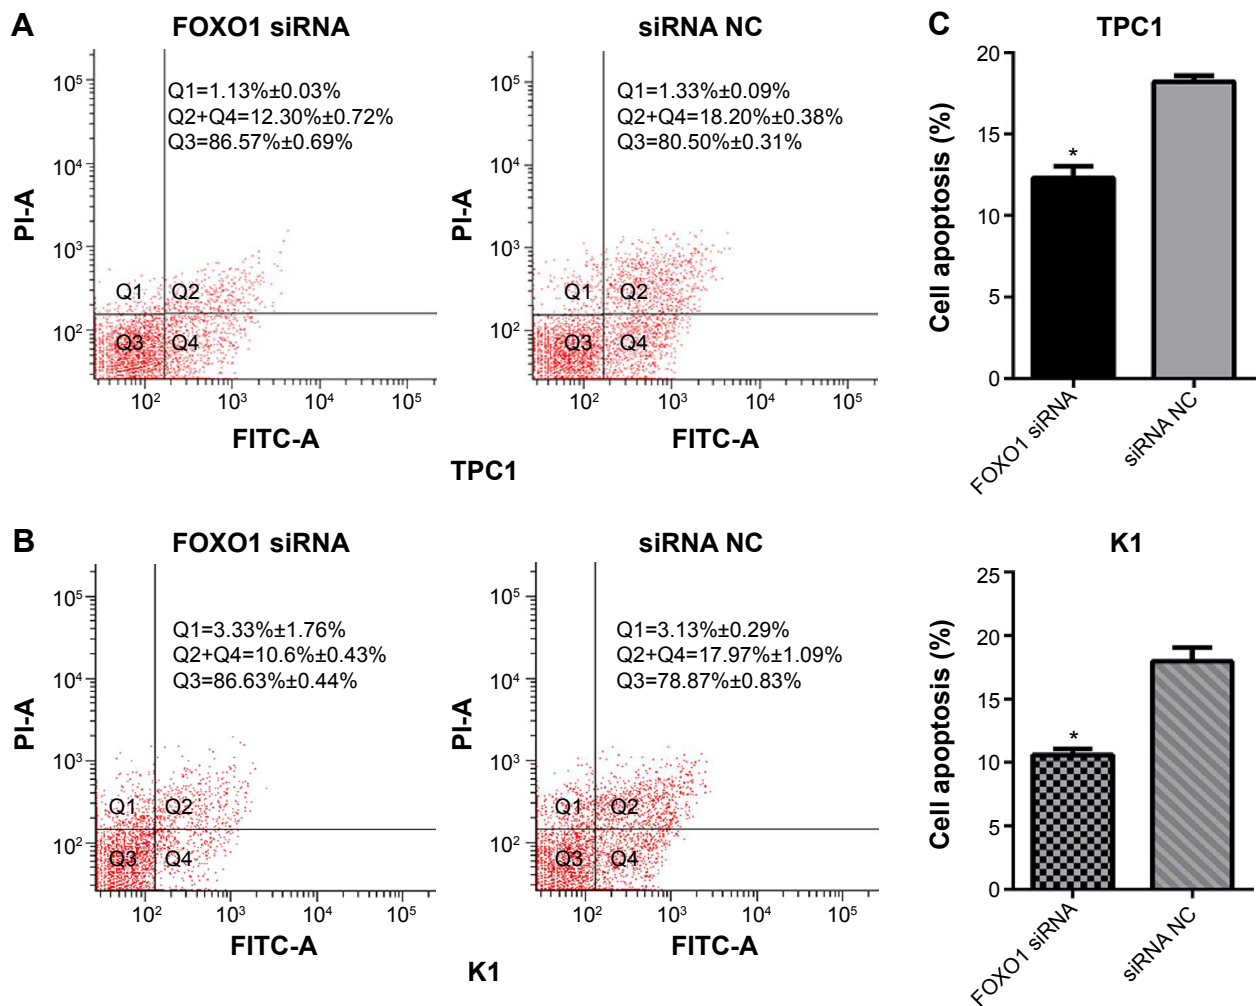 A
FOXO1 siRNA
siRNA NC
PI-A
10⁵
10⁴
10³
10²
Q1=1.13%±0.03%
Q2+Q4=12.30%±0.72%
Q3=86.57%±0.69%
Q1
Q2
Q3
Q4
10²
10³
10⁴
10⁵
FITC-A
PI-A
10⁵
10⁴
10³
10²
Q1=1.33%±0.09%
Q2+Q4=18.20%±0.38%
Q3=80.50%±0.31%
Q1
Q2
Q3
Q4
10²
10³
10⁴
10⁵
FITC-A
TPC1
C
TPC1
Cell apoptosis (%)
20
15
10
5
0
*
FOXO1 siRNA
siRNA NC
B
FOXO1 siRNA
siRNA NC
PI-A
10⁵
10⁴
10³
10²
Q1=3.33%±1.76%
Q2+Q4=10.6%±0.43%
Q3=86.63%±0.44%
Q1
Q2
Q3
Q4
10²
10³
10⁴
10⁵
FITC-A
PI-A
10⁵
10⁴
10³
10²
Q1=3.13%±0.29%
Q2+Q4=17.97%±1.09%
Q3=78.87%±0.83%
Q1
Q2
Q3
Q4
10²
10³
10⁴
10⁵
FITC-A
K1
K1
Cell apoptosis (%)
25
20
15
10
5
0
*
FOXO1 siRNA
siRNA NC